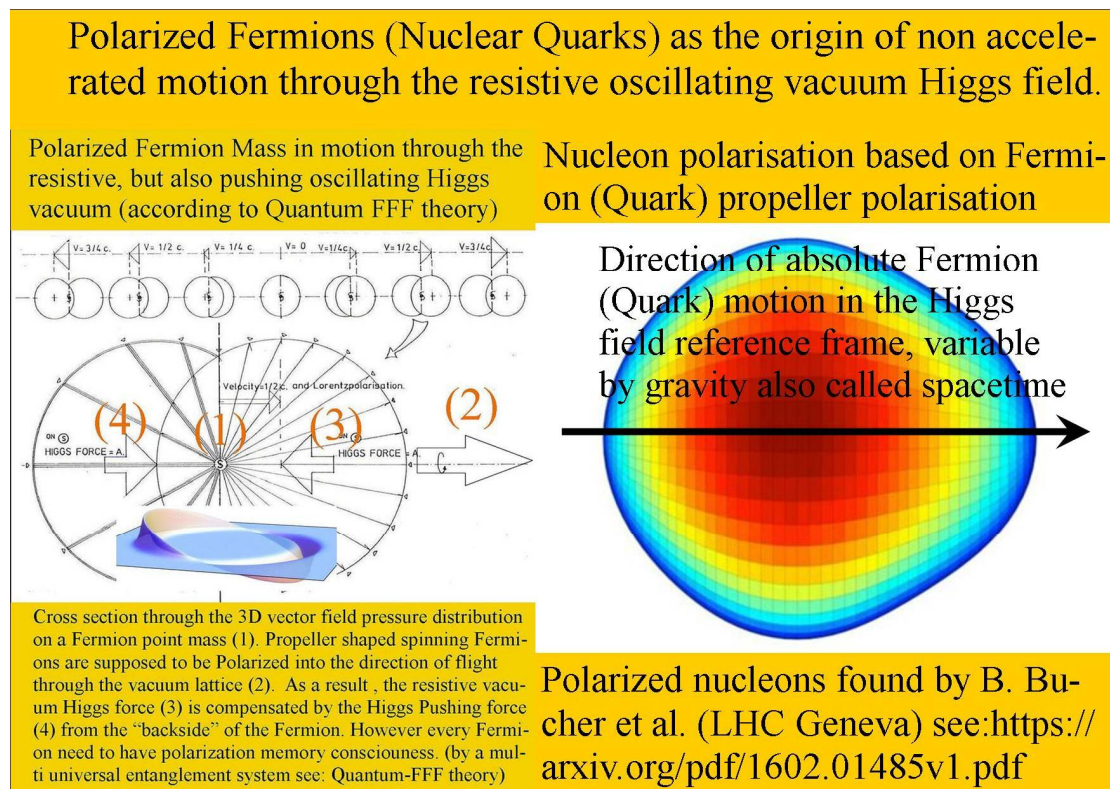 Polarized Fermions (Nuclear Quarks) as the origin of non accele-
rated motion through the resistive oscillating vacuum Higgs field.
Polarized Fermion Mass in motion through the
resistive, but also pushing oscillating Higgs
vacuum (according to Quantum FFF theory)
V=3/4 c. V=1/2 c. V=1/4 c. V=0 V=1/4c. V=1/2 c. V=3/4c.
S S S S S S S
Velocity=1/2 c. and Lorentzpolarisation.
(4) (1) (3) (2)
ON S ON S
HIGGS FORCE = A. HIGGS FORCE = A.
S
Cross section through the 3D vector field pressure distribution
on a Fermion point mass (1). Propeller shaped spinning Fermi-
ons are supposed to be Polarized into the direction of flight
through the vacuum lattice (2). As a result , the resistive vacu-
um Higgs force (3) is compensated by the Higgs Pushing force
(4) from the “backside” of the Fermion. However every Fermi-
on need to have polarization memory consciouness. (by a mul-
ti universal entanglement system see: Quantum-FFF theory)
Nucleon polarisation based on Fermi-
on (Quark) propeller polarisation
Direction of absolute Fermion
(Quark) motion in the Higgs
field reference frame, variable
by gravity also called spacetime
Polarized nucleons found by B. Bu-
cher et al. (LHC Geneva) see:https://
arxiv.org/pdf/1602.01485v1.pdf